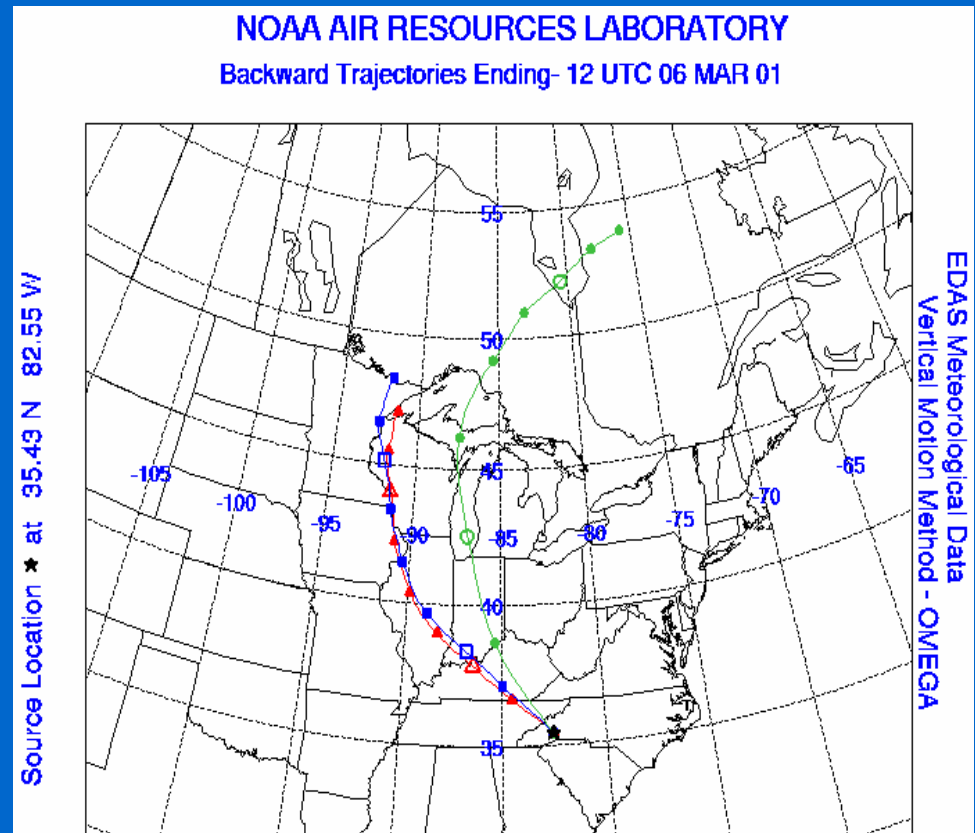 NOAA AIR RESOURCES LABORATORY
Backward Trajectories Ending- 12 UTC 06 MAR 01
Source Location ★ at 35.43 N 82.55 W
EDAS Meteorological Data
Vertical Motion Method - OMEGA
55
50
45
-105
-100
-95
-90
-85
-80
-75
-70
-65
40
35